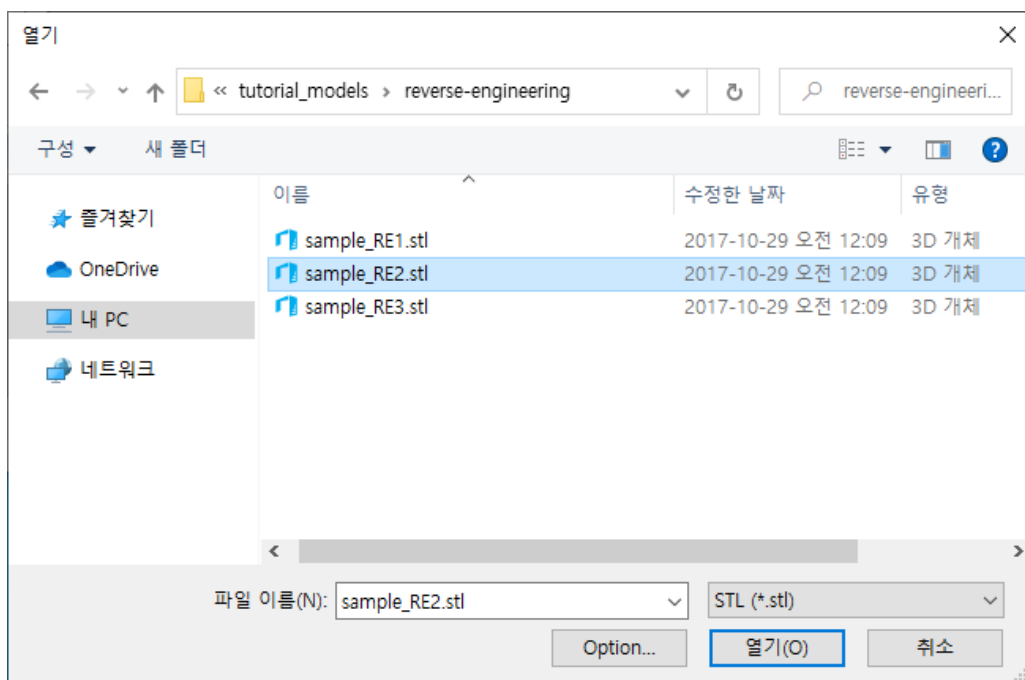 열기
« tutorial_models › reverse-engineering
reverse-engineeri...
구성 새 폴더
이름 수정한 날짜 유형
즐겨찾기
OneDrive
내 PC
네트워크
sample_RE1.stl 2017-10-29 오전 12:09 3D 개체
sample_RE2.stl 2017-10-29 오전 12:09 3D 개체
sample_RE3.stl 2017-10-29 오전 12:09 3D 개체
파일 이름(N): sample_RE2.stl STL (*.stl)
Option... 열기(O) 취소